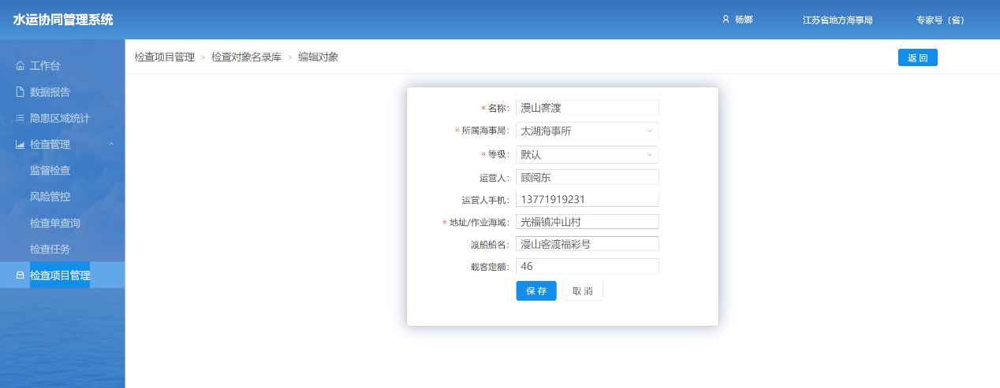 水运协同管理系统
杨娜 江苏省地方海事局 专家号（省）
工作台
数据报告
隐患区域统计
检查管理
监督检查
风险管控
检查单查询
检查任务
检查项目管理
检查项目管理 > 检查对象名录库 > 编辑对象
返 回
* 名称： 漫山客渡
* 所属海事局： 太湖海事所
* 等级： 默认
运营人： 顾阅东
运营人手机： 13771919231
* 地址/作业海域： 光福镇冲山村
渡船船名： 漫山客渡福彩号
载客定额： 46
保 存 取 消